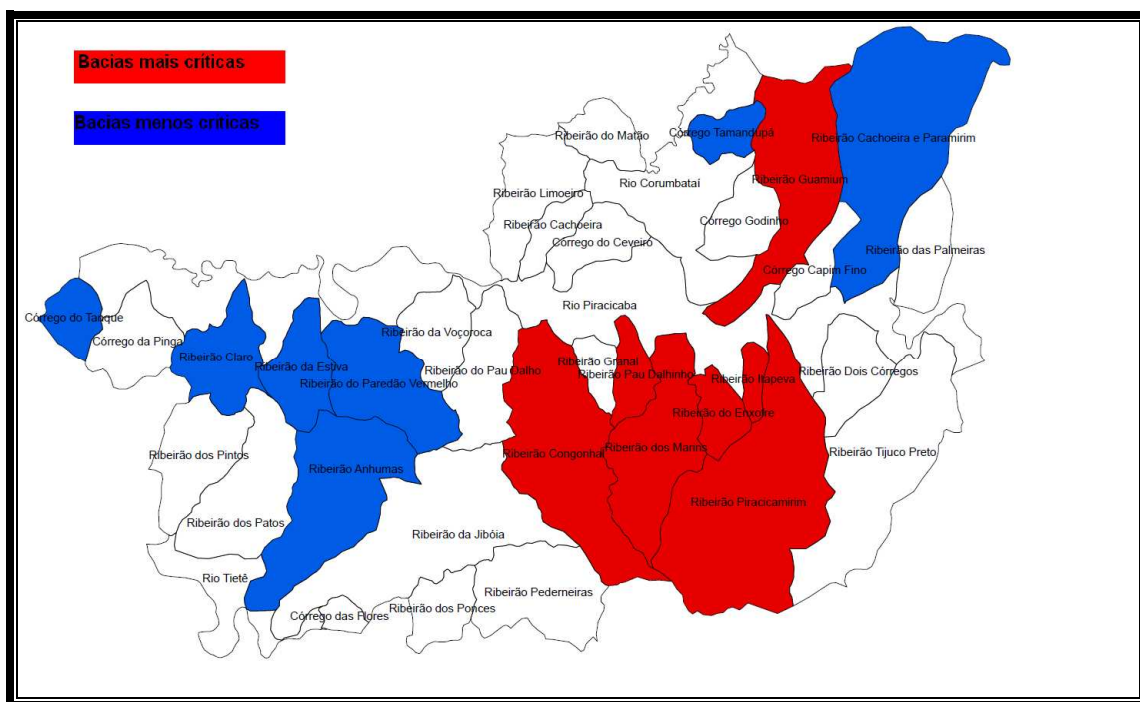 Bacias mais críticas
Bacias menos críticas
Ribeirão do Matão
Córrego Tamandupá
Ribeirão Cachoeira e Paramirim
Rio Corumbataí
Ribeirão Guamium
Ribeirão Limoeiro
Ribeirão Cachoeira
Córrego Godinho
Córrego do Ceveiro
Ribeirão das Palmeiras
Córrego Capim Fino
Rio Piracicaba
Córrego do Tanque
Ribeirão da Voçoroca
Córrego da Pinga
Ribeirão Claro
Ribeirão da Estiva
Ribeirão do Pau Dalho
Ribeirão Granal
Ribeirão Pau Dalhinho
Ribeirão Itapeva
Ribeirão Dois Córregos
Ribeirão do Paredão Vermelho
Ribeirão do Enxofre
Ribeirão dos Pintos
Ribeirão Anhumas
Ribeirão Congonhal
Ribeirão dos Marins
Ribeirão Tijuco Preto
Ribeirão Piracicamirim
Ribeirão dos Patos
Ribeirão da Jibóia
Rio Tietê
Ribeirão Pederneiras
Ribeirão dos Ponces
Córrego das Flores